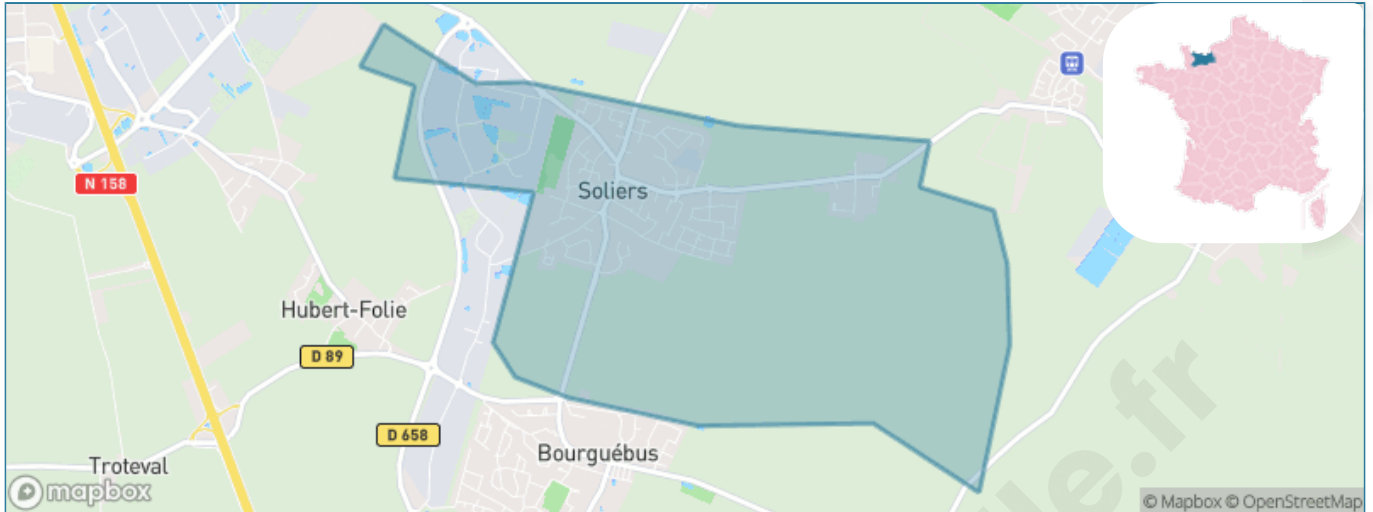 N 158
Soliers
Hubert-Folie
D 89
D 658
Bourguébus
Troteval
mapbox
© Mapbox © OpenStreetMap